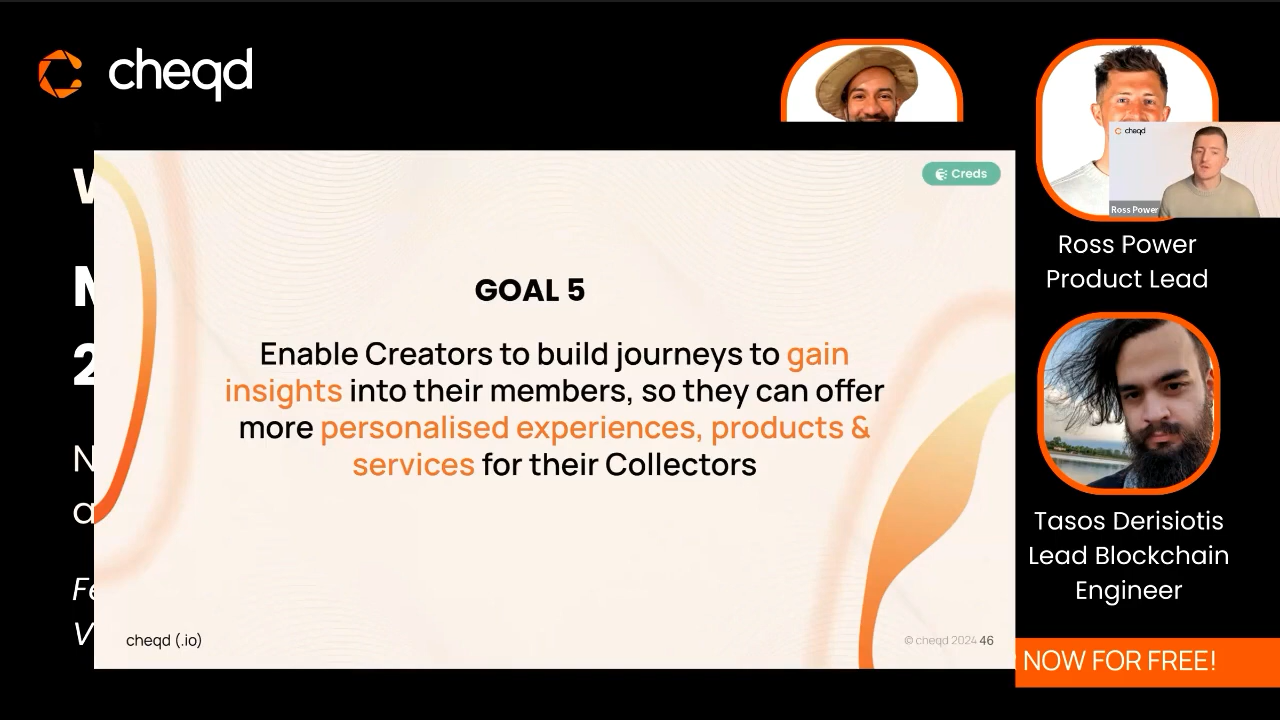 cheqd
Creds
GOAL 5
Enable Creators to build journeys to gain
insights into their members, so they can offer
more personalised experiences, products &
services for their Collectors
cheqd (.io)
© cheqd 2024 46
cheqd
Ross Power
Ross Power
Product Lead
Tasos Derisiotis
Lead Blockchain
Engineer
NOW FOR FREE!